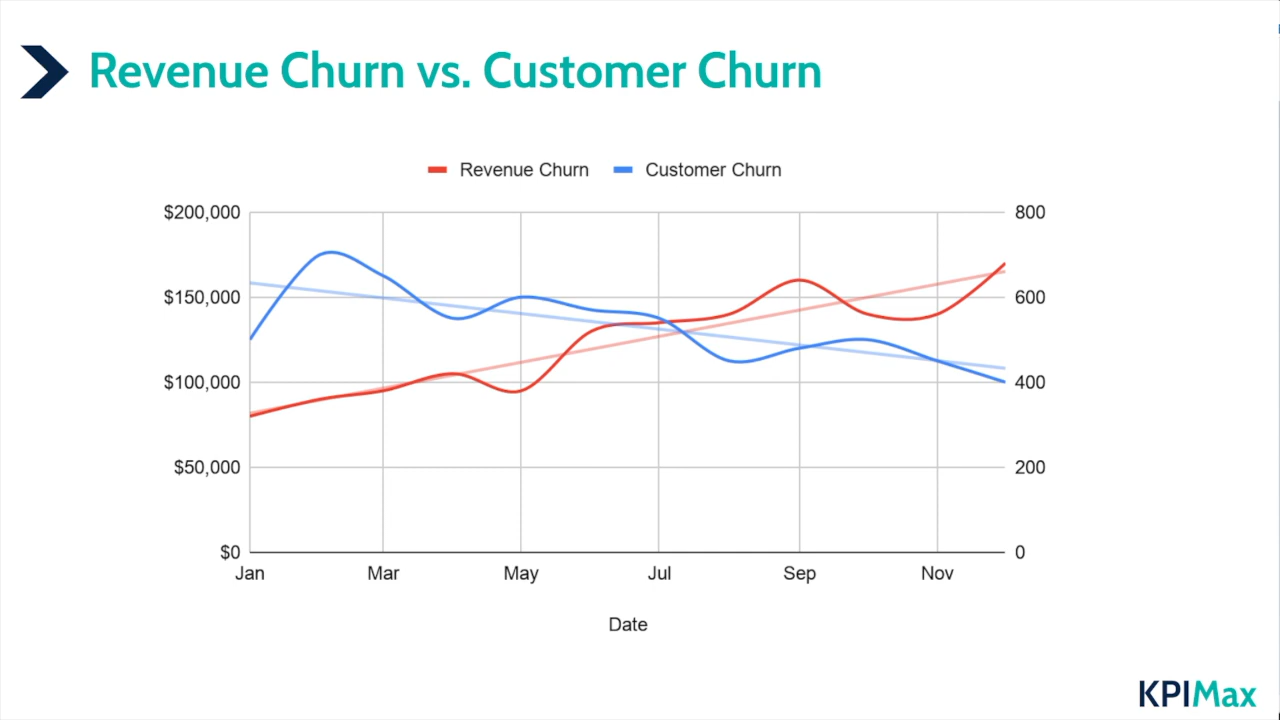 Revenue Churn vs. Customer Churn
Revenue Churn Customer Churn
$200,000 800
$150,000 600
$100,000 400
$50,000 200
$0 0
Jan Mar May Jul Sep Nov
Date
KPIMax